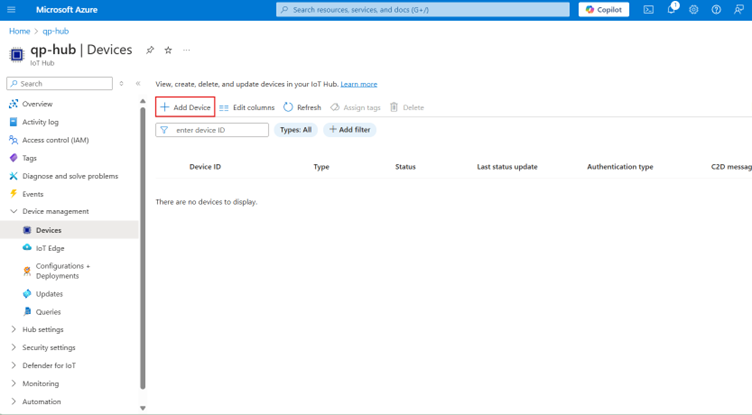 Microsoft Azure
Search resources, services, and docs (G+/)
Copilot
1
Home > qp-hub
qp-hub | Devices
IoT Hub
Search
View, create, delete, and update devices in your IoT Hub. Learn more
Add Device
Edit columns
Refresh
Assign tags
Delete
enter device ID
Types: All
Add filter
Device ID
Type
Status
Last status update
Authentication type
C2D messag
There are no devices to display.
Overview
Activity log
Access control (IAM)
Tags
Diagnose and solve problems
Events
Device management
Devices
IoT Edge
Configurations +
Deployments
Updates
Queries
Hub settings
Security settings
Defender for IoT
Monitoring
Automation